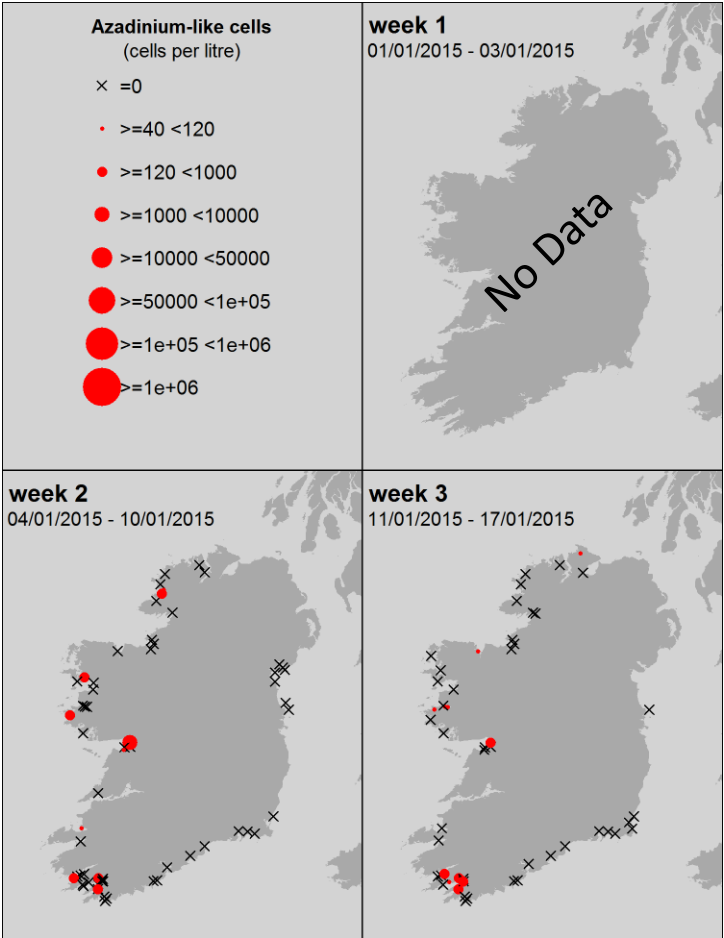 Azadinium-like cells
(cells per litre)
=0
>=40 <120
>=120 <1000
>=1000 <10000
>=10000 <50000
>=50000 <1e+05
>=1e+05 <1e+06
>=1e+06
week 1
01/01/2015 - 03/01/2015
No Data
week 2
04/01/2015 - 10/01/2015
week 3
11/01/2015 - 17/01/2015